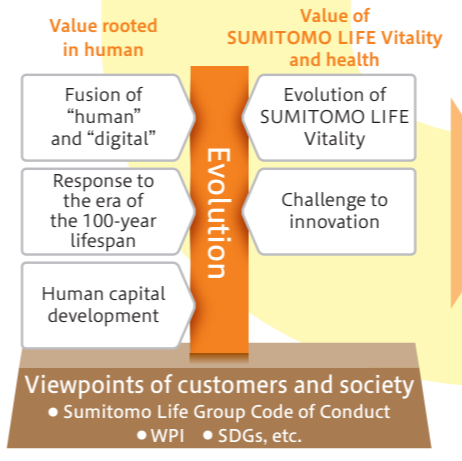 Value rooted
in human
Value of
SUMITOMO LIFE Vitality
and health
Fusion of
“human”
and “digital”
Response to
the era of
the 100-year
lifespan
Human capital
development
Evolution
Evolution of
SUMITOMO LIFE
Vitality
Challenge to
innovation
Viewpoints of customers and society
● Sumitomo Life Group Code of Conduct
● WPI ● SDGs, etc.